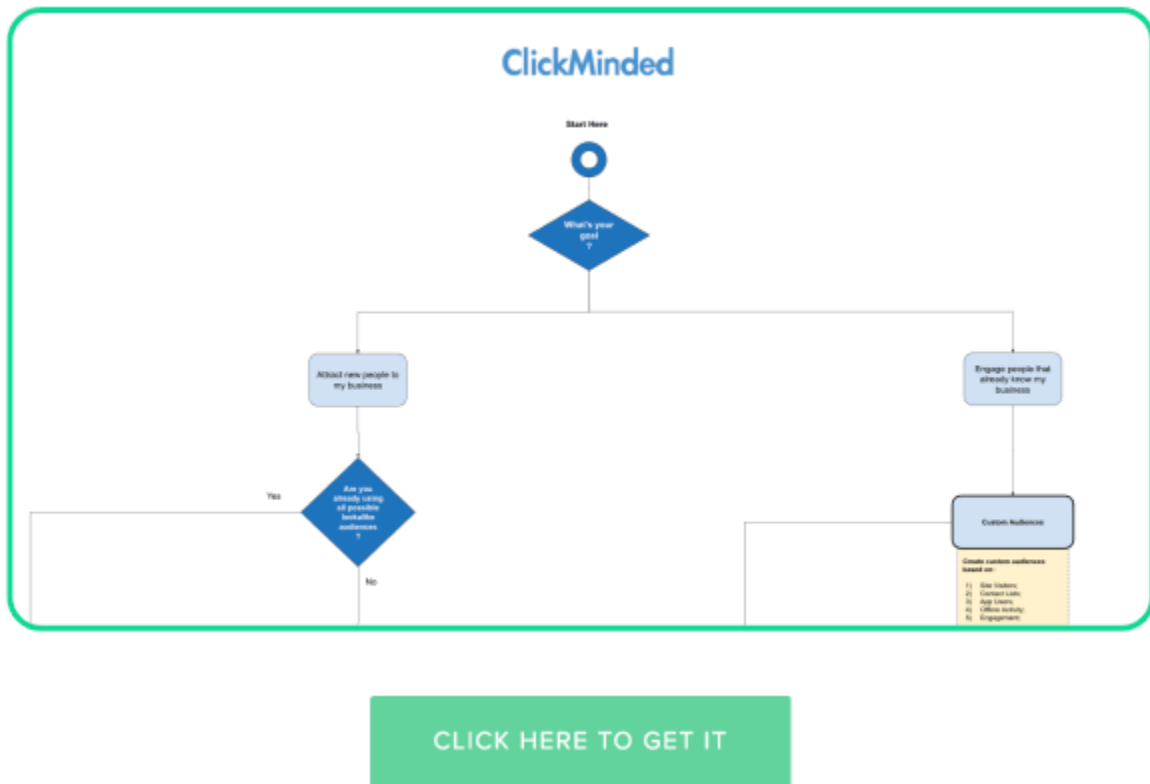 ClickMinded
Start Here
What's your
goal
?
Attract new people to
my business
Engage people that
already know my
business
Are you
already using
all possible
lookalike
audiences
?
Yes
No
Custom Audiences
Create custom audiences
based on:
1) Site Visitors;
2) Contact Lists;
3) App Users;
4) Offline Activity;
5) Engagement;
CLICK HERE TO GET IT